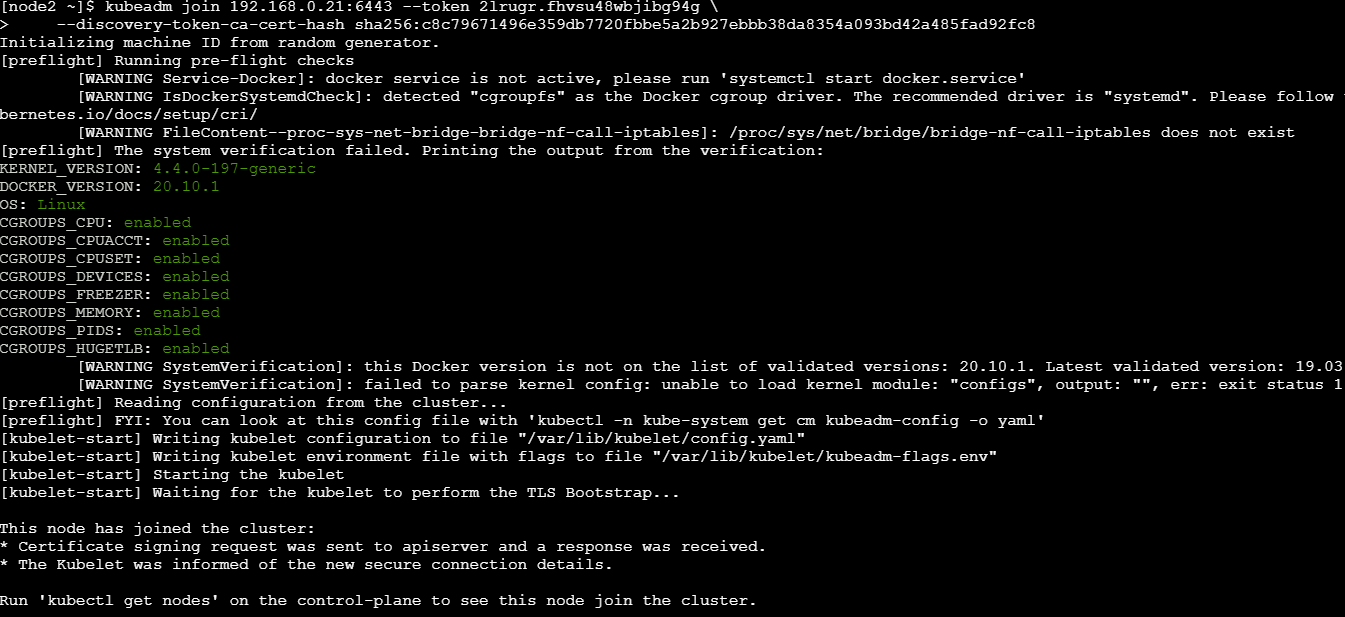 [node2 ~]$ kubeadm join 192.168.0.21:6443 --token 2lrugr.fhvsu48wbjibg94g \
>     --discovery-token-ca-cert-hash sha256:c8c79671496e359db7720fbbe5a2b927ebbb38da8354a093bd42a485fad92fc8
Initializing machine ID from random generator.
[preflight] Running pre-flight checks
        [WARNING Service-Docker]: docker service is not active, please run 'systemctl start docker.service'
        [WARNING IsDockerSystemdCheck]: detected "cgroupfs" as the Docker cgroup driver. The recommended driver is "systemd". Please follow
bernetes.io/docs/setup/cri/
        [WARNING FileContent--proc-sys-net-bridge-bridge-nf-call-iptables]: /proc/sys/net/bridge/bridge-nf-call-iptables does not exist
[preflight] The system verification failed. Printing the output from the verification:
KERNEL_VERSION: 4.4.0-197-generic
DOCKER_VERSION: 20.10.1
OS: Linux
CGROUPS_CPU: enabled
CGROUPS_CPUACCT: enabled
CGROUPS_CPUSET: enabled
CGROUPS_DEVICES: enabled
CGROUPS_FREEZER: enabled
CGROUPS_MEMORY: enabled
CGROUPS_PIDS: enabled
CGROUPS_HUGETLB: enabled
        [WARNING SystemVerification]: this Docker version is not on the list of validated versions: 20.10.1. Latest validated version: 19.03
        [WARNING SystemVerification]: failed to parse kernel config: unable to load kernel module: "configs", output: "", err: exit status 1
[preflight] Reading configuration from the cluster...
[preflight] FYI: You can look at this config file with 'kubectl -n kube-system get cm kubeadm-config -o yaml'
[kubelet-start] Writing kubelet configuration to file "/var/lib/kubelet/config.yaml"
[kubelet-start] Writing kubelet environment file with flags to file "/var/lib/kubelet/kubeadm-flags.env"
[kubelet-start] Starting the kubelet
[kubelet-start] Waiting for the kubelet to perform the TLS Bootstrap...

This node has joined the cluster:
* Certificate signing request was sent to apiserver and a response was received.
* The Kubelet was informed of the new secure connection details.

Run 'kubectl get nodes' on the control-plane to see this node join the cluster.